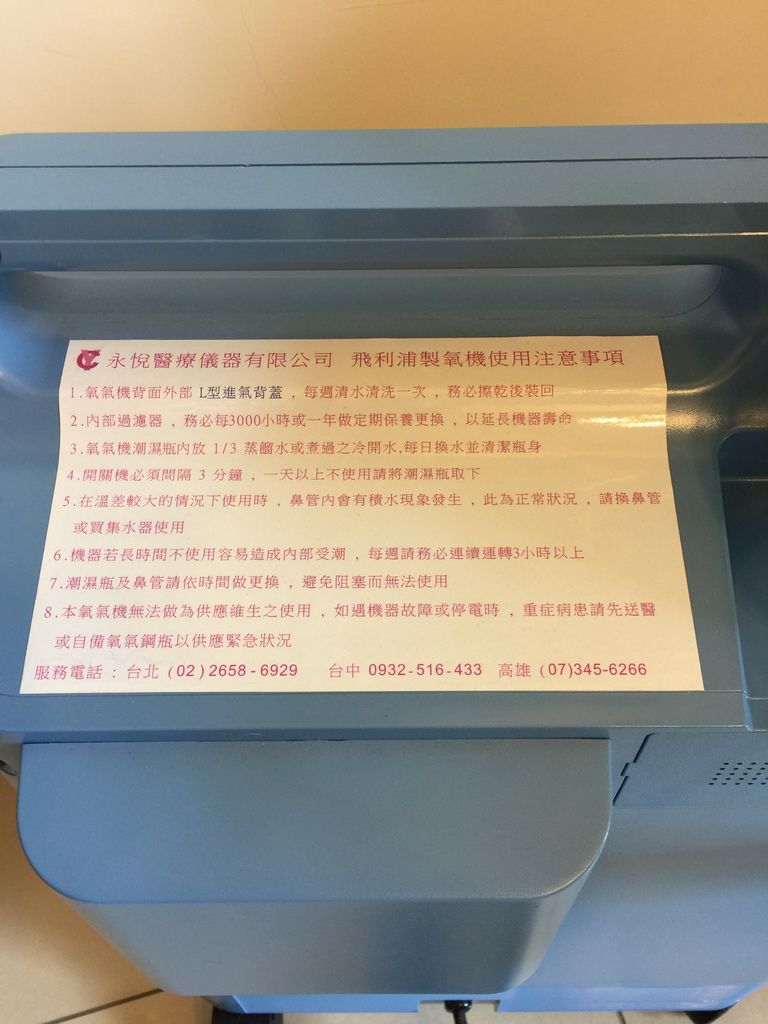 永悅醫療儀器有限公司 飛利浦製氧機使用注意事項
1.氧氣機背面外部 L型進氣背蓋，每週清水清洗一次，務必擦乾後裝回
2.內部過濾器，務必每3000小時或一年做定期保養更換，以延長機器壽命
3.氧氣機潮濕瓶內放 1/3 蒸餾水或煮過之冷開水,每日換水並清潔瓶身
4.開關機必須間隔 3 分鐘，一天以上不使用請將潮濕瓶取下
5.在溫差較大的情況下使用時，鼻管內會有積水現象發生，此為正常狀況，請換鼻管
或買集水器使用
6.機器若長時間不使用容易造成內部受潮，每週請務必連續運轉3小時以上
7.潮濕瓶及鼻管請依時間做更換，避免阻塞而無法使用
8.本氧氣機無法做為供應維生之使用，如遇機器故障或停電時，重症病患請先送醫
或自備氧氣鋼瓶以供應緊急狀況
服務電話：台北 (02)2658-6929 台中 0932-516-433 高雄 (07)345-6266